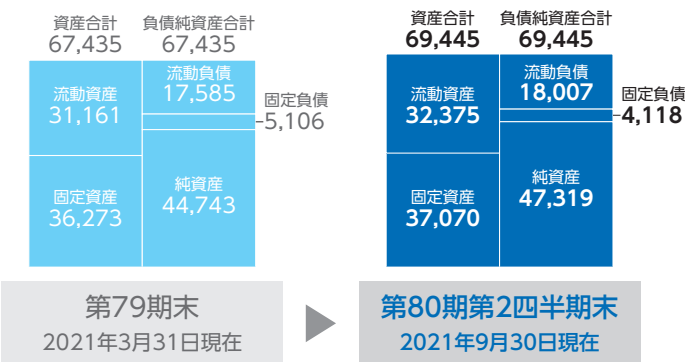 資産合計
67,435
負債純資産合計
67,435
流動資産
31,161
固定資産
36,273
流動負債
17,585
固定負債
5,106
純資産
44,743
第79期末
2021年3月31日現在
資産合計
69,445
負債純資産合計
69,445
流動資産
32,375
固定資産
37,070
流動負債
18,007
固定負債
4,118
純資産
47,319
第80期第2四半期末
2021年9月30日現在